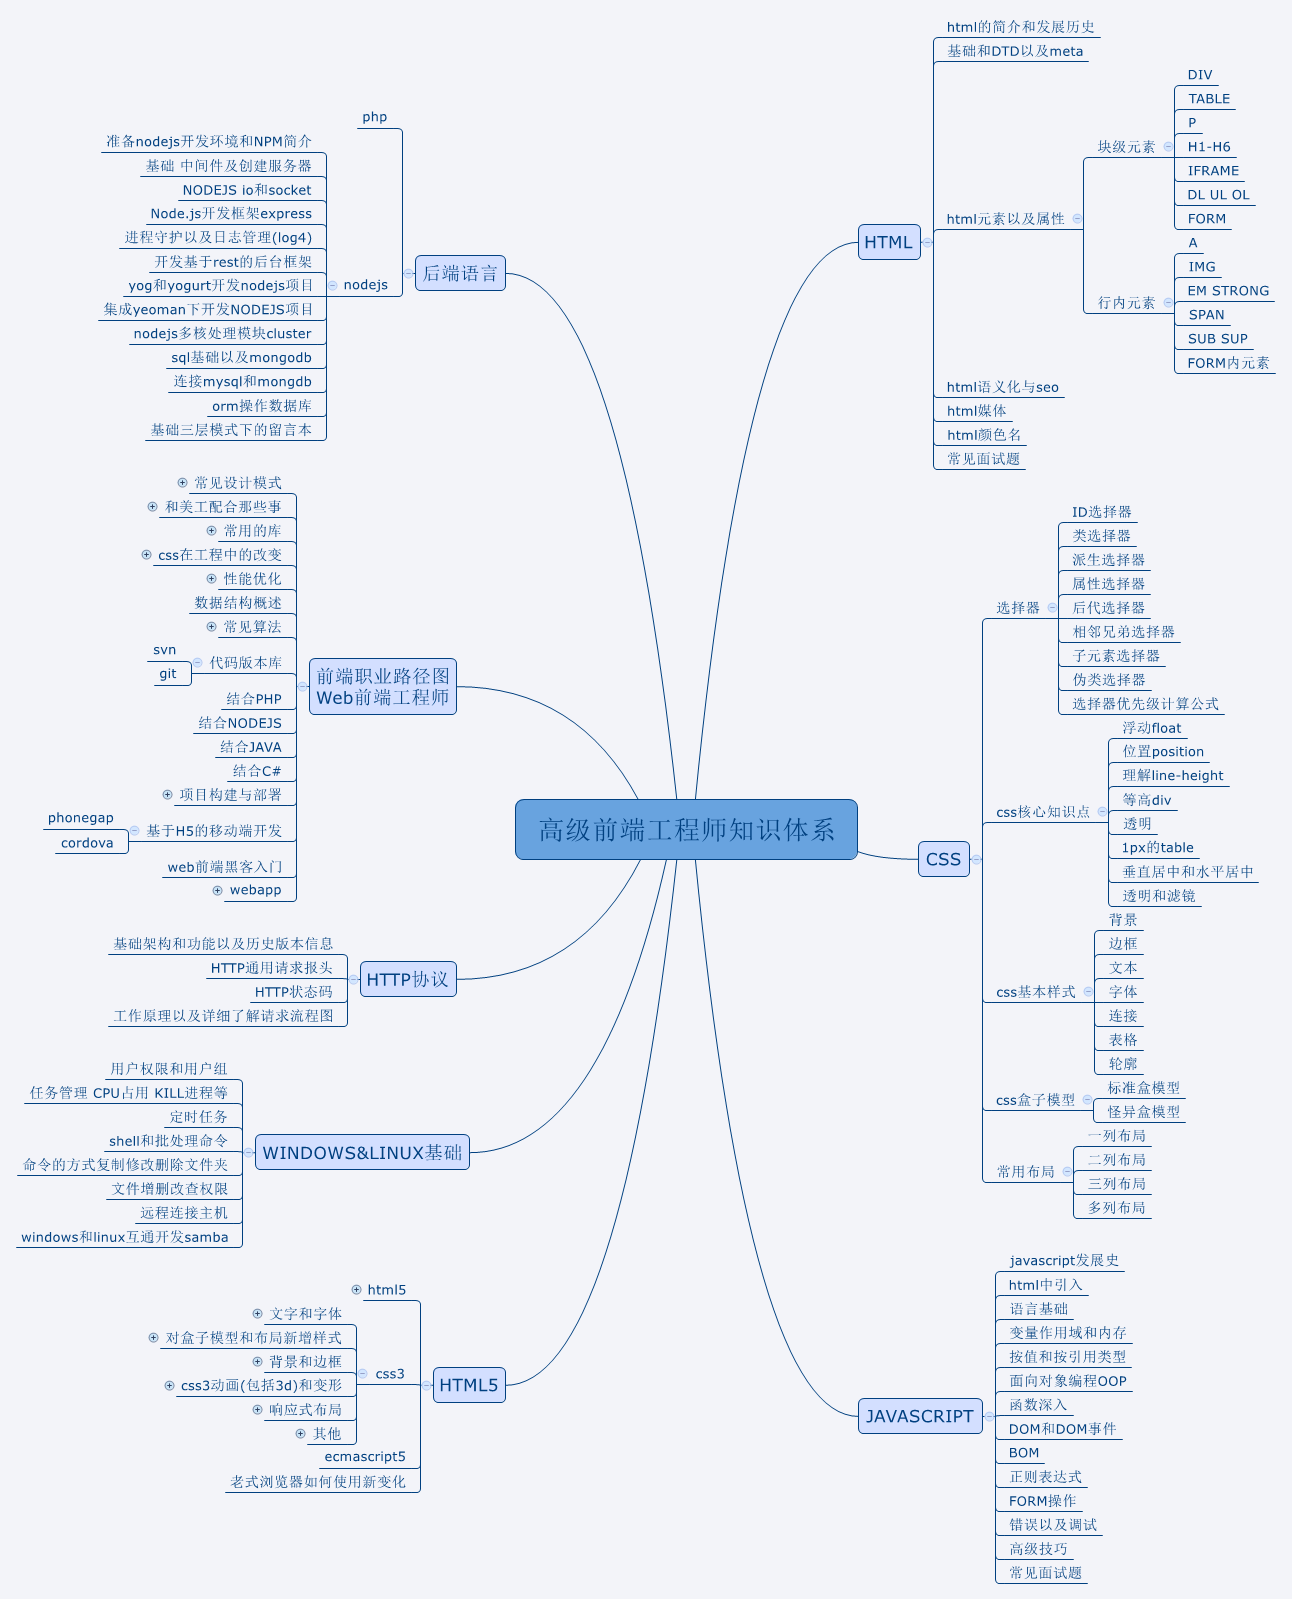 高级前端工程师知识体系
HTML
html的简介和发展历史
基础和DTD以及meta
html元素以及属性
块级元素
DIV
TABLE
P
H1-H6
IFRAME
DL UL OL
FORM
行内元素
A
IMG
EM STRONG
SPAN
SUB SUP
FORM内元素
html语义化与seo
html媒体
html颜色名
常见面试题
CSS
选择器
ID选择器
类选择器
派生选择器
属性选择器
后代选择器
相邻兄弟选择器
子元素选择器
伪类选择器
选择器优先级计算公式
css核心知识点
浮动float
位置position
理解line-height
等高div
透明
1px的table
垂直居中和水平居中
透明和滤镜
css基本样式
背景
边框
文本
字体
连接
表格
轮廓
css盒子模型
标准盒模型
怪异盒模型
常用布局
一列布局
二列布局
三列布局
多列布局
JAVASCRIPT
javascript发展史
html中引入
语言基础
变量作用域和内存
按值和按引用类型
面向对象编程OOP
函数深入
DOM和DOM事件
BOM
正则表达式
FORM操作
错误以及调试
高级技巧
常见面试题
后端语言
php
nodejs
准备nodejs开发环境和NPM简介
基础 中间件及创建服务器
NODEJS io和socket
Node.js开发框架express
进程守护以及日志管理(log4)
开发基于rest的后台框架
yog和yogurt开发nodejs项目
集成yeoman下开发NODEJS项目
nodejs多核处理模块cluster
sql基础以及mongodb
连接mysql和mongdb
orm操作数据库
基础三层模式下的留言本
前端职业路径图
Web前端工程师
常见设计模式
和美工配合那些事
常用的库
css在工程中的改变
性能优化
数据结构概述
常见算法
代码版本库
svn
git
结合PHP
结合NODEJS
结合JAVA
结合C#
项目构建与部署
基于H5的移动端开发
phonegap
cordova
web前端黑客入门
webapp
HTTP协议
基础架构和功能以及历史版本信息
HTTP通用请求报头
HTTP状态码
工作原理以及详细了解请求流程图
WINDOWS&LINUX基础
用户权限和用户组
任务管理 CPU占用 KILL进程等
定时任务
shell和批处理命令
命令的方式复制修改删除文件夹
文件增删改查权限
远程连接主机
windows和linux互通开发samba
HTML5
html5
css3
文字和字体
对盒子模型和布局新增样式
背景和边框
css3动画(包括3d)和变形
响应式布局
其他
ecmascript5
老式浏览器如何使用新变化